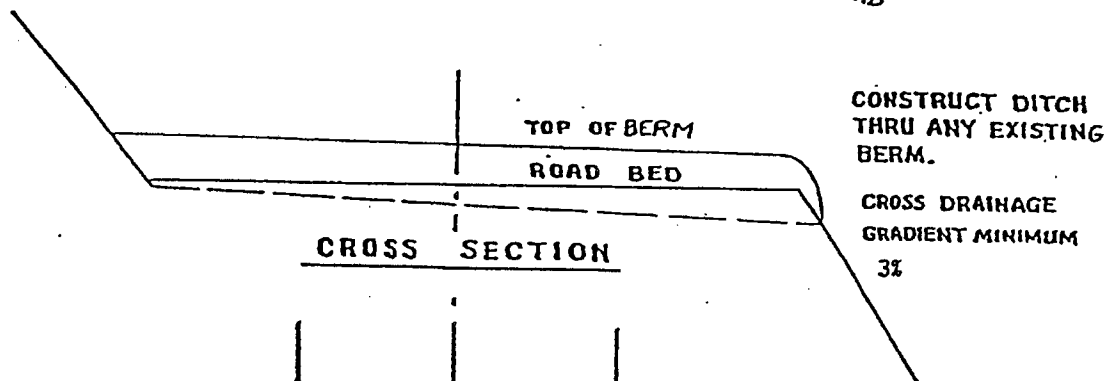 TOP OF BERM
ROAD BED
CROSS SECTION
CONSTRUCT DITCH
THRU ANY EXISTING
BERM.
CROSS DRAINAGE
GRADIENT MINIMUM
3%